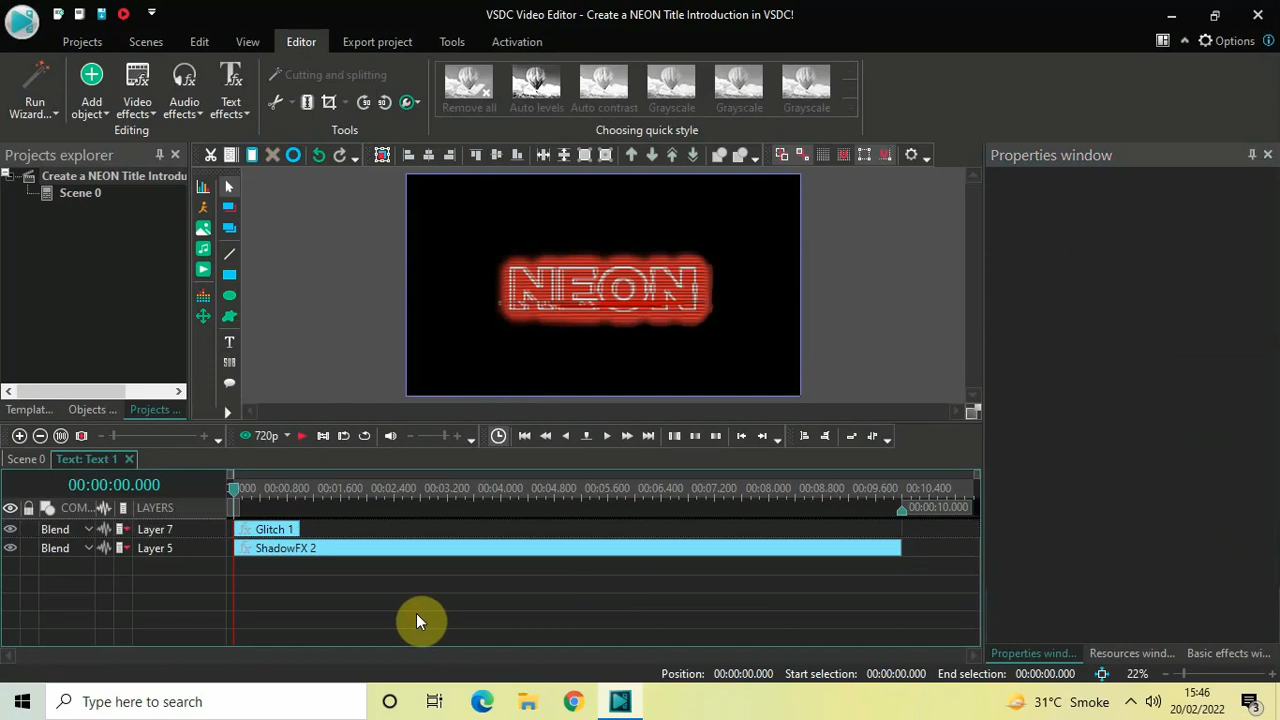 VSDC Video Editor - Create a NEON Title Introduction in VSDC!
Projects Scenes Edit View Editor Export project Tools Activation Options
Run Wizard...
Add object
Video effects
Audio effects
Text effects
Editing
Cutting and splitting
Tools
Remove all Auto levels Auto contrast Grayscale Grayscale Grayscale
Choosing quick style
Projects explorer
Create a NEON Title Introdu
Scene 0
Templat... Objects ... Projects ...
NEON
Properties window
720p
Scene 0 Text: Text 1
00:00:00.000
000 00:00.800 00:01.600 00:02.400 00:03.200 00:04.000 00:04.800 00:05.600 00:06.400 00:07.200 00:08.000 00:08.800 00:09.600 00:10.400
COM... LAYERS 00:00:10.000
Blend Layer 7 Glitch 1
Blend Layer 5 ShadowFX 2
Properties wind... Resources wind... Basic effects wi...
Position: 00:00:00.000 Start selection: 00:00:00.000 End selection: 00:00:00.000 22%
Type here to search
31°C Smoke
15:46
20/02/2022
3